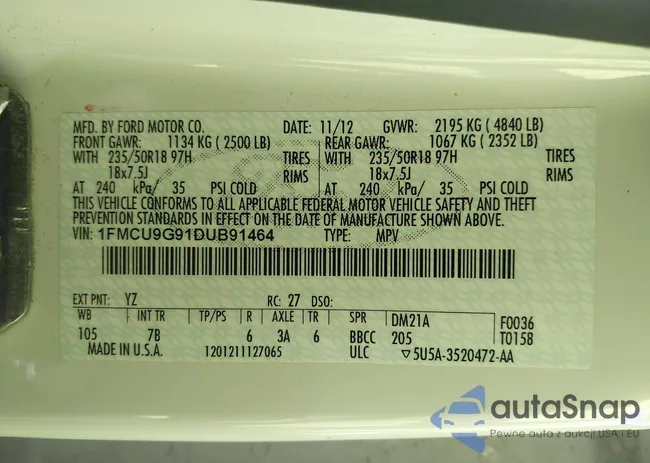 MFD. BY FORD MOTOR CO. DATE: 11/12 GVWR: 2195 KG ( 4840 LB)
FRONT GAWR: 1134 KG ( 2500 LB) REAR GAWR: 1067 KG ( 2352 LB)
WITH 235/50R18 97H TIRES WITH 235/50R18 97H TIRES
18x7.5J RIMS 18x7.5J RIMS
AT 240 kPa/ 35 PSI COLD AT 240 kPa/ 35 PSI COLD
THIS VEHICLE CONFORMS TO ALL APPLICABLE FEDERAL MOTOR VEHICLE SAFETY AND THEFT
PREVENTION STANDARDS IN EFFECT ON THE DATE OF MANUFACTURE SHOWN ABOVE.
VIN: 1FMCU9G91DUB91464 TYPE: MPV
EXT PNT: YZ RC: 27 DSO:
WB INT TR TP/PS R AXLE TR SPR DM21A F0036
105 7B 6 3A 6 BBCC 205 T0158
MADE IN U.S.A. 1201211127065 ULC ▽5U5A-3520472-AA
autoSnap
Pewne auta z aukcji USA i EU